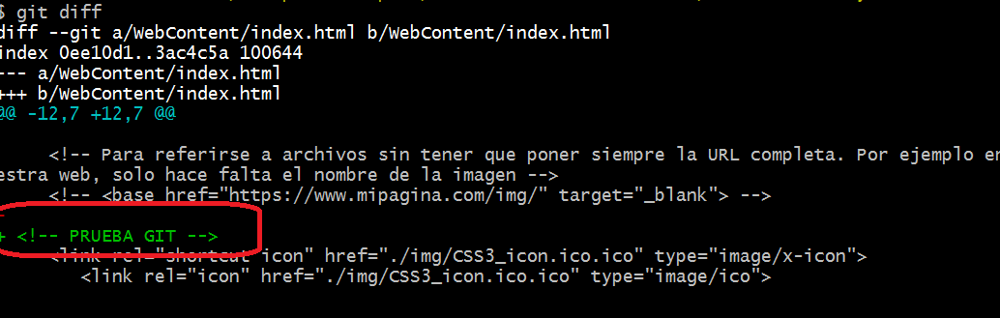 $ git diff
diff --git a/WebContent/index.html b/WebContent/index.html
index 0ee10d1..3ac4c5a 100644
--- a/WebContent/index.html
+++ b/WebContent/index.html
@@ -12,7 +12,7 @@
<!-- Para referirse a archivos sin tener que poner siempre la URL completa. Por ejemplo en
estra web, solo hace falta el nombre de la imagen -->
<!-- <base href="https://www.mipagina.com/img/" target="_blank"> -->
+ <!-- PRUEBA GIT -->
<link rel="shortcut icon" href="./img/CSS3_icon.ico.ico" type="image/x-icon">
<link rel="icon" href="./img/CSS3_icon.ico.ico" type="image/ico">